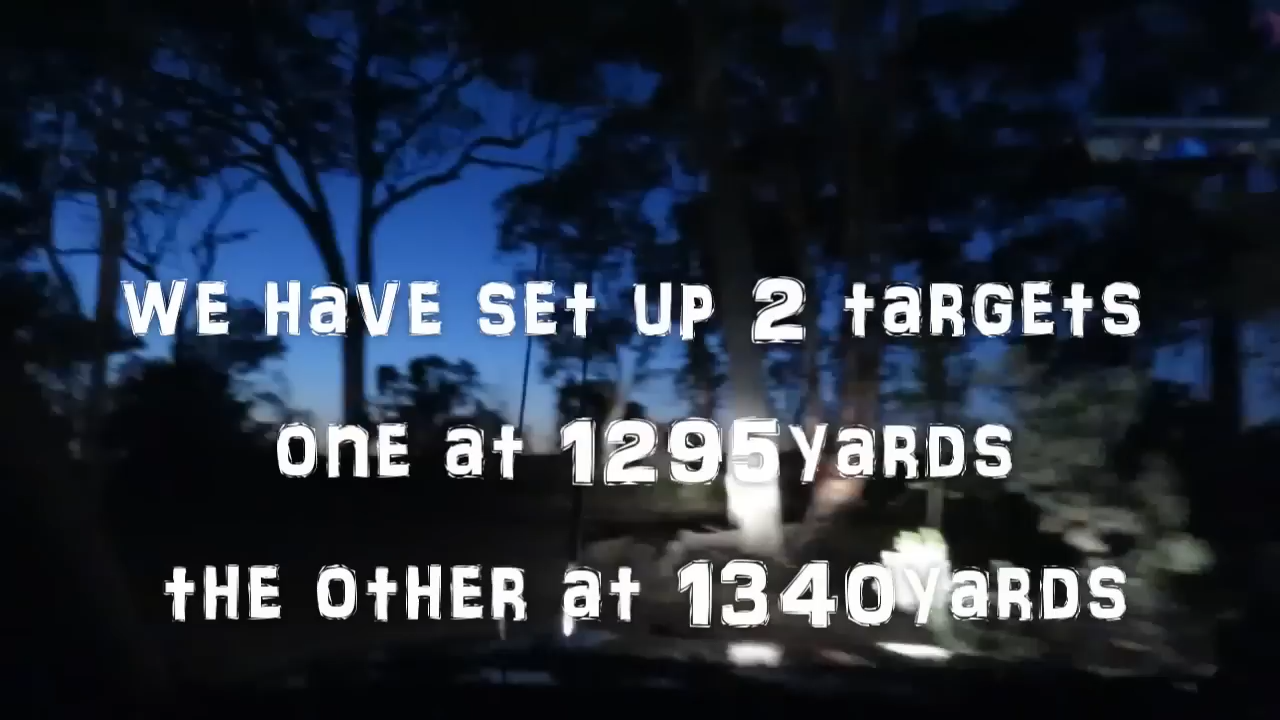 WE HAVE SET UP 2 TARGETS
ONE AT 1295YARDS
THE OTHER AT 1340YARDS